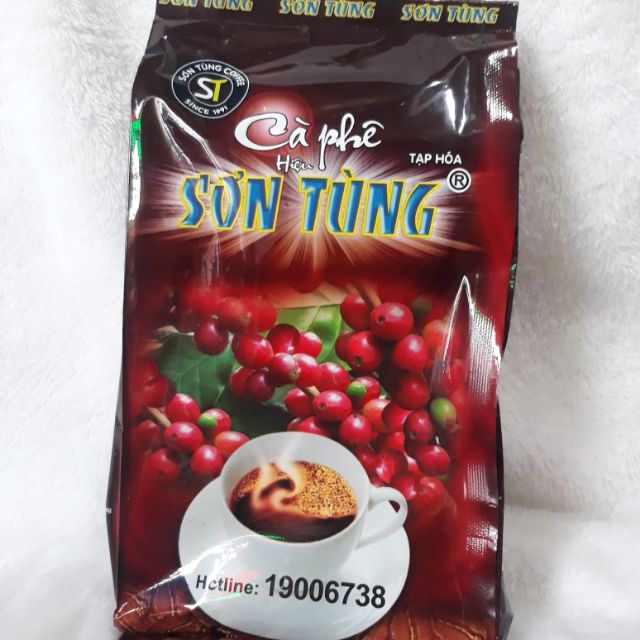 SƠN TÙNG SƠN TÙNG SƠN TÙNG
SƠN TÙNG COFFEE
ST
SINCE 1991
Cà phê
Hiệu
TẠP HÓA
SƠN TÙNG ®
Hotline: 19006738